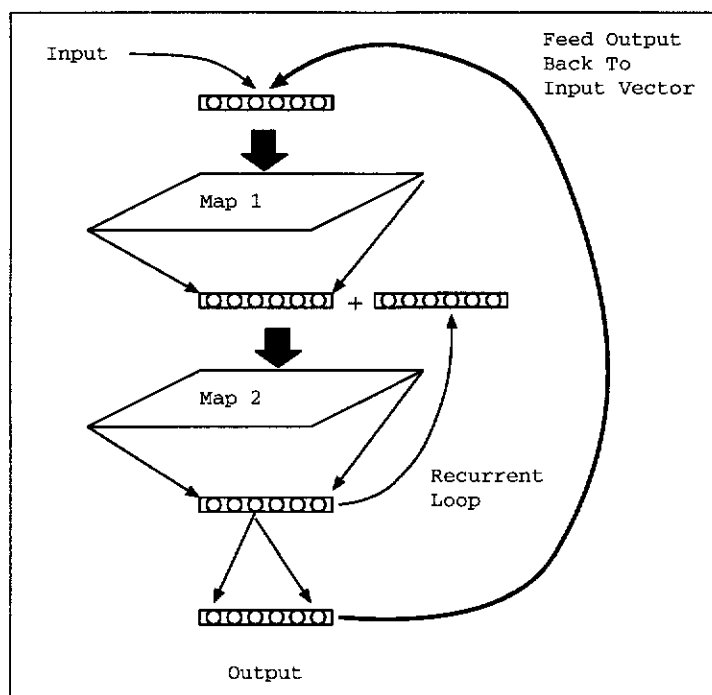 Input
Feed Output
Back To
Input Vector
Map 1
+
Map 2
Recurrent
Loop
Output